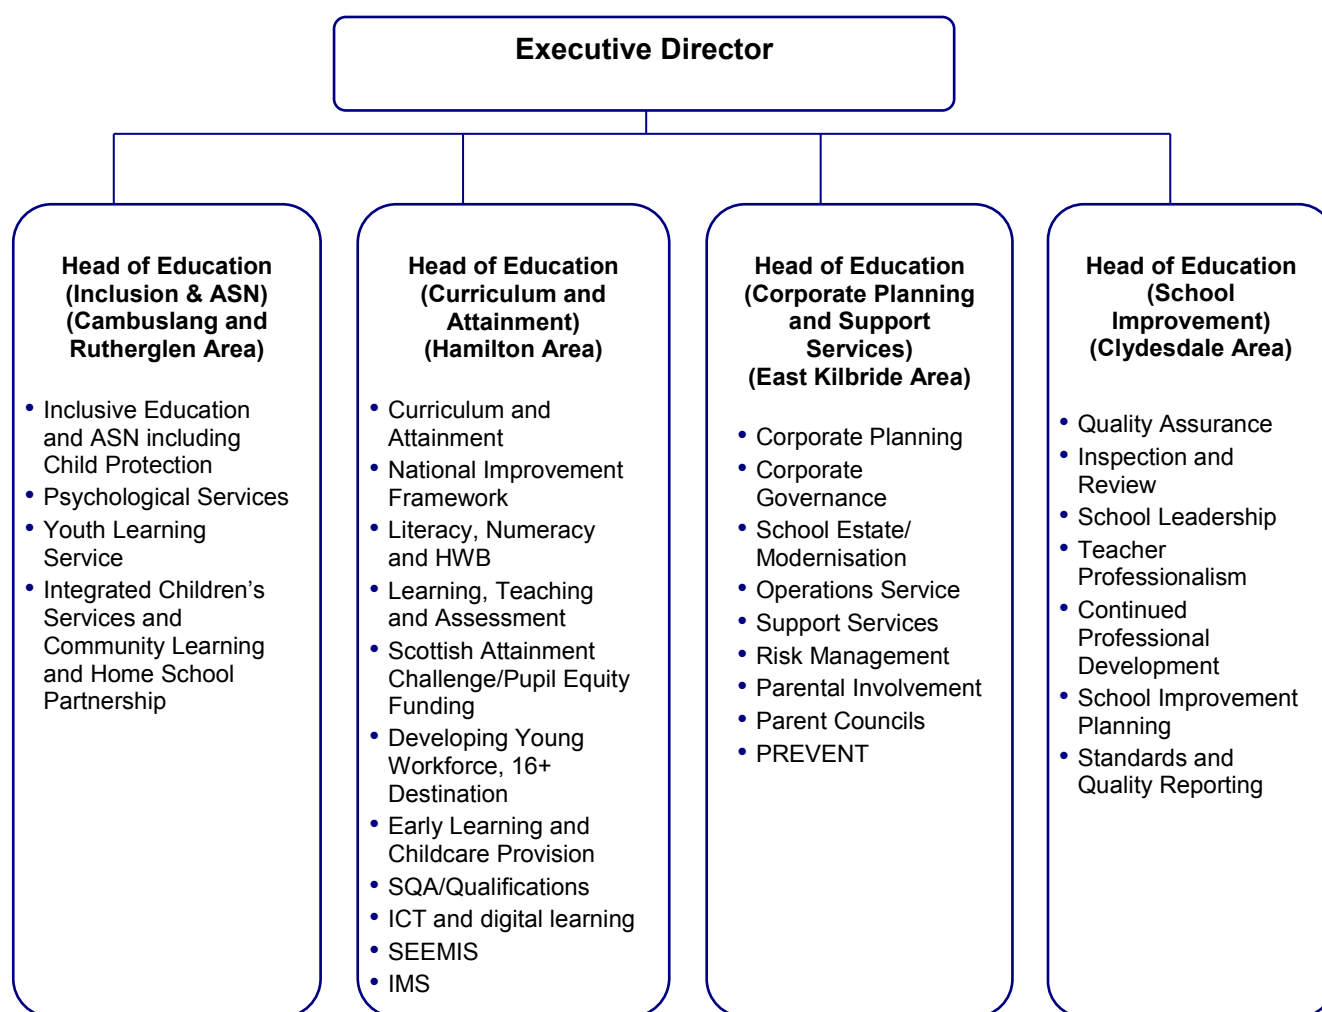 Executive Director
Head of Education
(Inclusion & ASN)
(Cambuslang and
Rutherglen Area)
• Inclusive Education
and ASN including
Child Protection
• Psychological Services
• Youth Learning
Service
• Integrated Children’s
Services and
Community Learning
and Home School
Partnership
Head of Education
(Curriculum and
Attainment)
(Hamilton Area)
• Curriculum and
Attainment
• National Improvement
Framework
• Literacy, Numeracy
and HWB
• Learning, Teaching
and Assessment
• Scottish Attainment
Challenge/Pupil Equity
Funding
• Developing Young
Workforce, 16+
Destination
• Early Learning and
Childcare Provision
• SQA/Qualifications
• ICT and digital learning
• SEEMIS
• IMS
Head of Education
(Corporate Planning
and Support
Services)
(East Kilbride Area)
• Corporate Planning
• Corporate
Governance
• School Estate/
Modernisation
• Operations Service
• Support Services
• Risk Management
• Parental Involvement
• Parent Councils
• PREVENT
Head of Education
(School
Improvement)
(Clydesdale Area)
• Quality Assurance
• Inspection and
Review
• School Leadership
• Teacher
Professionalism
• Continued
Professional
Development
• School Improvement
Planning
• Standards and
Quality Reporting